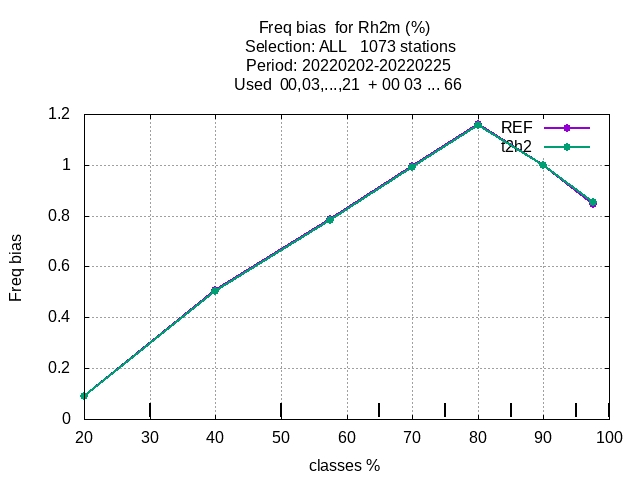 Freq bias  for Rh2m (%)
Selection: ALL   1073 stations
Period: 20220202-20220225
Used  00,03,...,21  + 00 03 ... 66
REF
t2h2
1.2
1
0.8
0.6
0.4
0.2
0
Freq bias
20 30 40 50 60 70 80 90 100
classes %